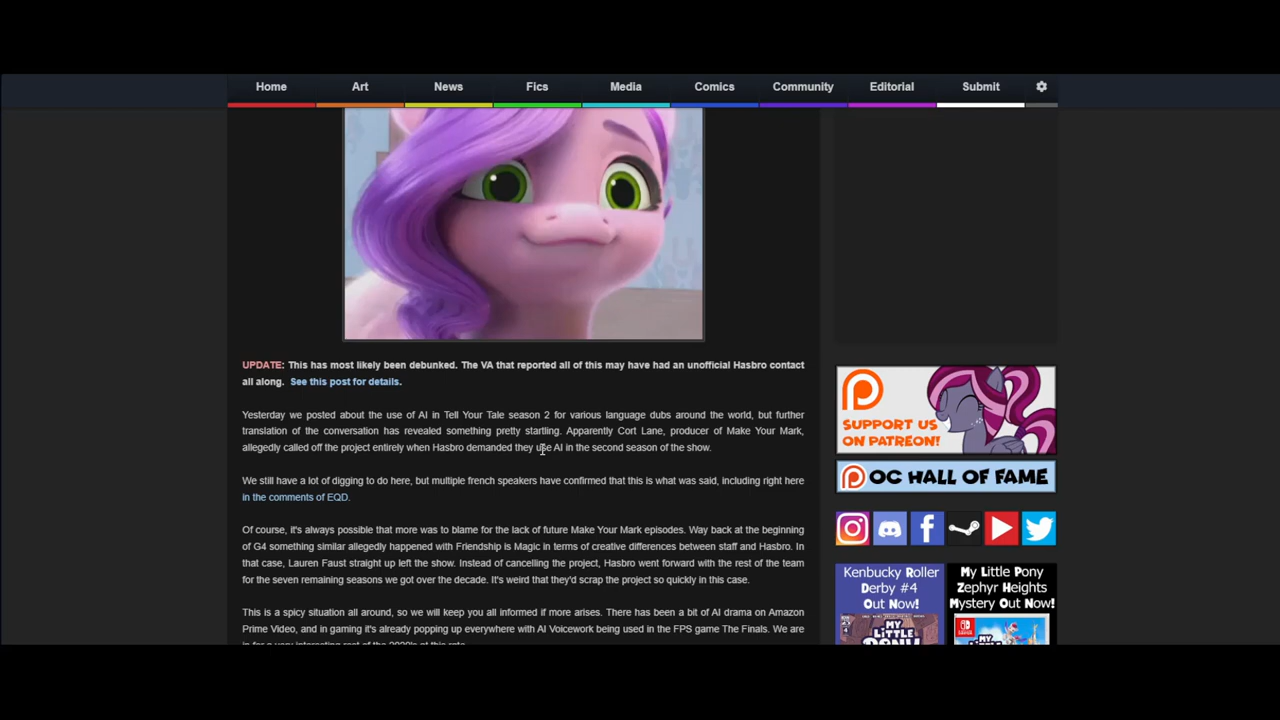 Home Art News Fics Media Comics Community Editorial Submit
UPDATE: This has most likely been debunked. The VA that reported all of this may have had an unofficial Hasbro contact
all along. See this post for details.
Yesterday we posted about the use of AI in Tell Your Tale season 2 for various language dubs around the world, but further
translation of the conversation has revealed something pretty startling. Apparently Cort Lane, producer of Make Your Mark,
allegedly called off the project entirely when Hasbro demanded they use AI in the second season of the show.
We still have a lot of digging to do here, but multiple french speakers have confirmed that this is what was said, including right here
in the comments of EQD.
Of course, it's always possible that more was to blame for the lack of future Make Your Mark episodes. Way back at the beginning
of G4 something similar allegedly happened with Friendship is Magic in terms of creative differences between staff and Hasbro. In
that case, Lauren Faust straight up left the show. Instead of cancelling the project, Hasbro went forward with the rest of the team
for the seven remaining seasons we got over the decade. It's weird that they'd scrap the project so quickly in this case.
This is a spicy situation all around, so we will keep you all informed if more arises. There has been a bit of AI drama on Amazon
Prime Video, and in gaming it's already popping up everywhere with AI Voicework being used in the FPS game The Finals. We are
SUPPORT US
ON PATREON!
OC HALL OF FAME
Kenbucky Roller
Derby #4
Out Now!
MY
LITTLE
My Little Pony
Zephyr Heights
Mystery Out Now!
MY LITTLE